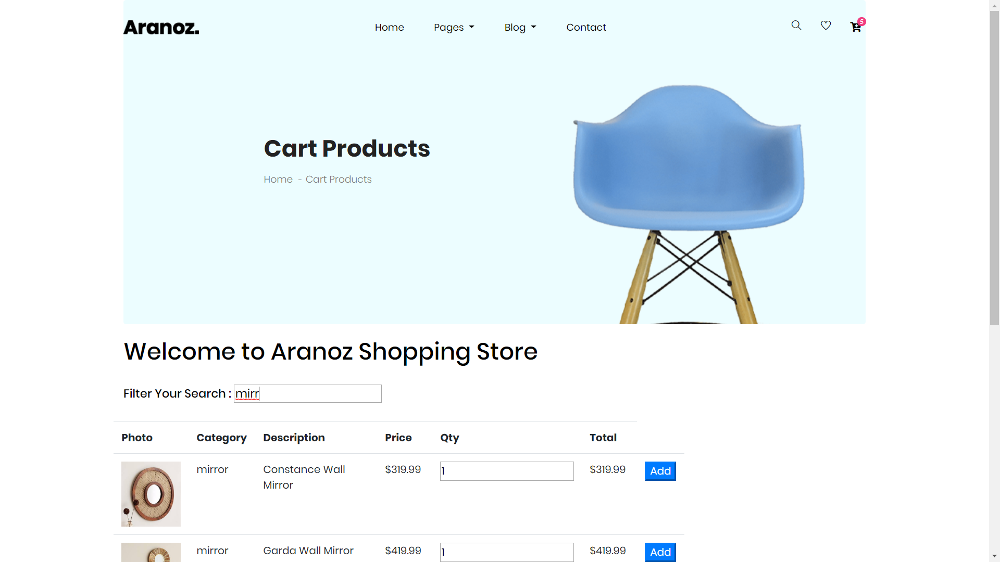 Aranoz.
Home
Pages
Blog
Contact
5
Cart Products
Home - Cart Products
Welcome to Aranoz Shopping Store
Filter Your Search : mirr
Photo Category Description Price Qty Total
mirror Constance Wall $319.99 1 $319.99 Add
Mirror
mirror Garda Wall Mirror $419.99 1 $419.99 Add